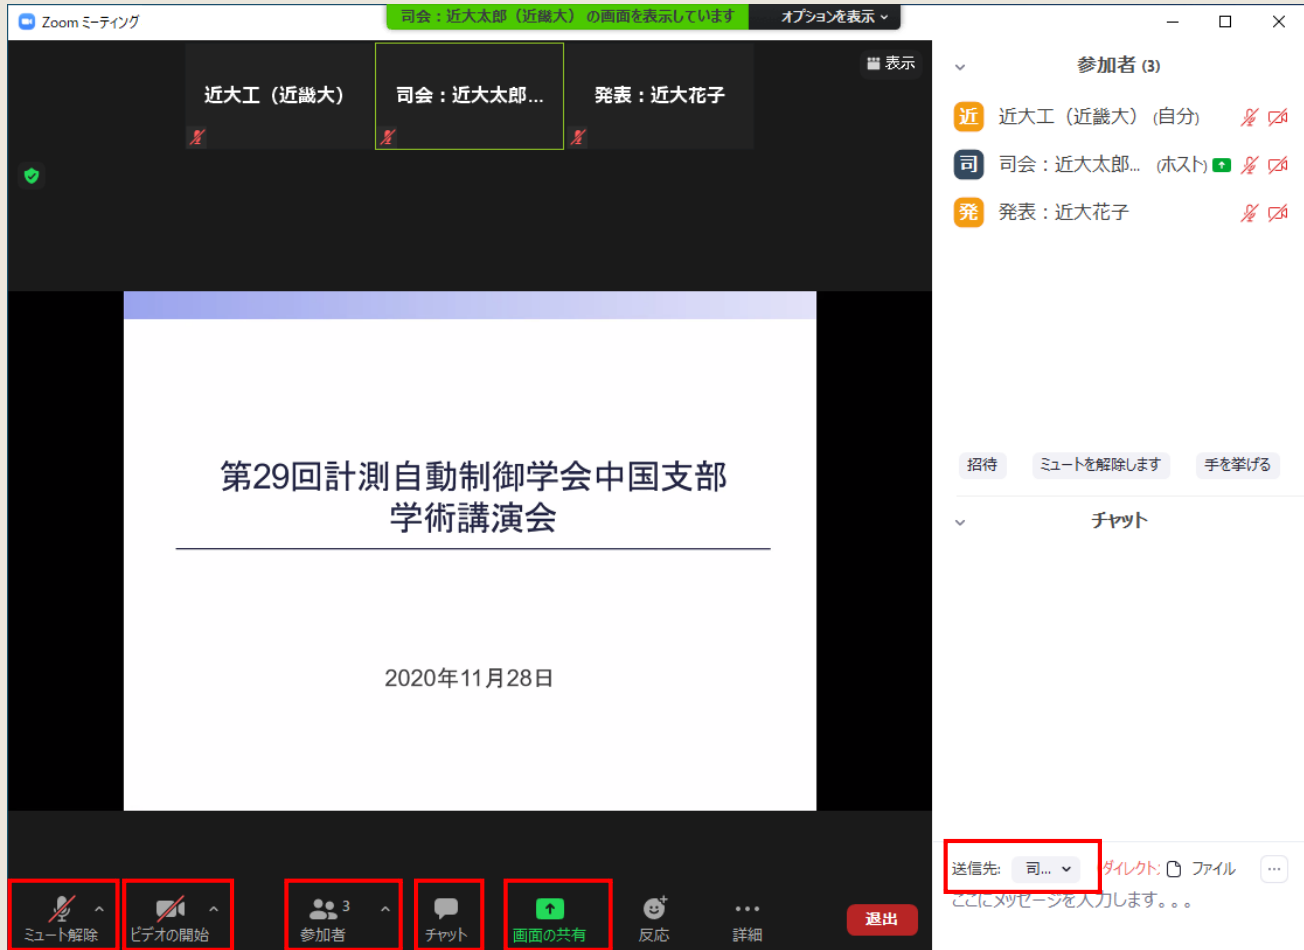 Zoom ミーティング
司会：近大太郎（近畿大）の画面を表示しています
オプションを表示
表示
近大工（近畿大）
司会：近大太郎...
発表：近大花子
第29回計測自動制御学会中国支部
学術講演会
2020年11月28日
ミュート解除
ビデオの開始
3
参加者
チャット
画面の共有
反応
詳細
退出
参加者 (3)
近 近大工（近畿大） (自分)
司 司会：近大太郎... (ホスト)
発 発表：近大花子
招待
ミュートを解除します
手を挙げる
チャット
送信先: 司... ダイレクト: ファイル ...
ここにメッセージを入力します。。。